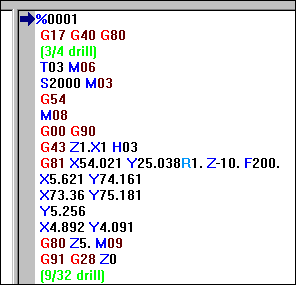 %0001
G17 G40 G80
(3/4 drill)
T03 M06
S2000 M03
G54
M08
G00 G90
G43 Z1.X1 H03
G81 X54.021 Y25.038R1. Z-10. F200.
X5.621 Y74.161
X73.36 Y75.181
Y5.256
X4.892 Y4.091
G80 Z5. M09
G91 G28 Z0
(9/32 drill)